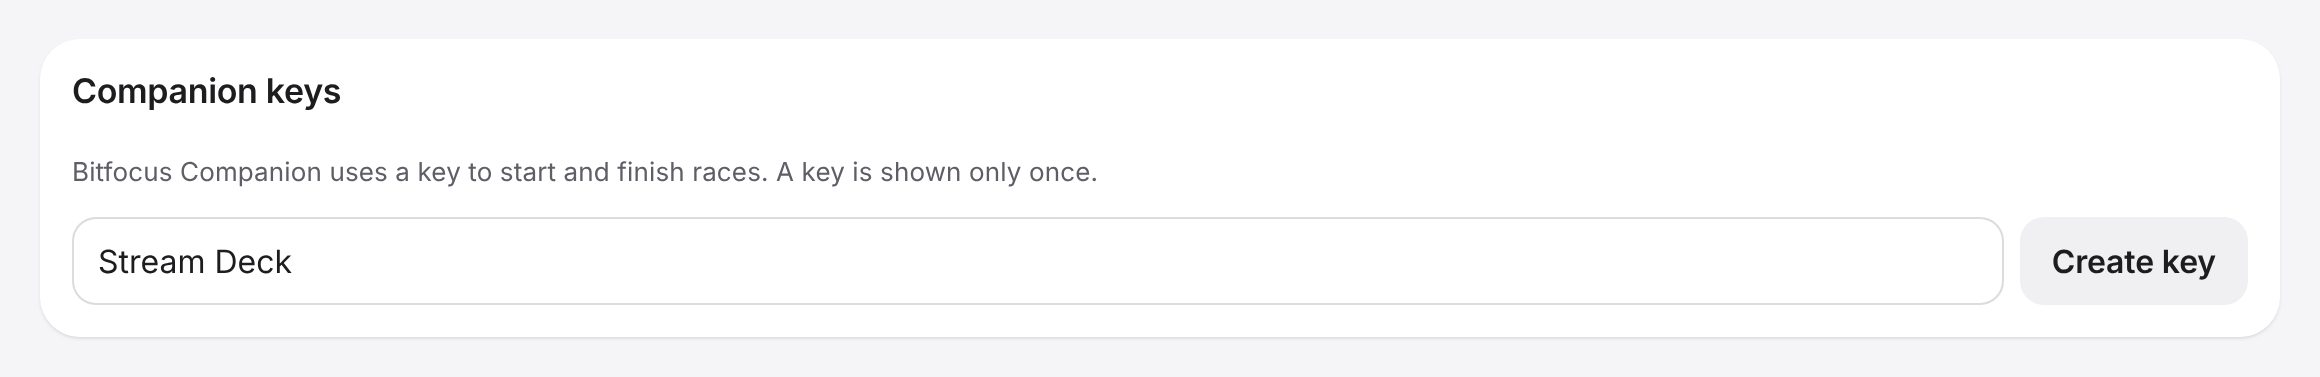 Companion keys
Bitfocus Companion uses a key to start and finish races. A key is shown only once.
Stream Deck
Create key